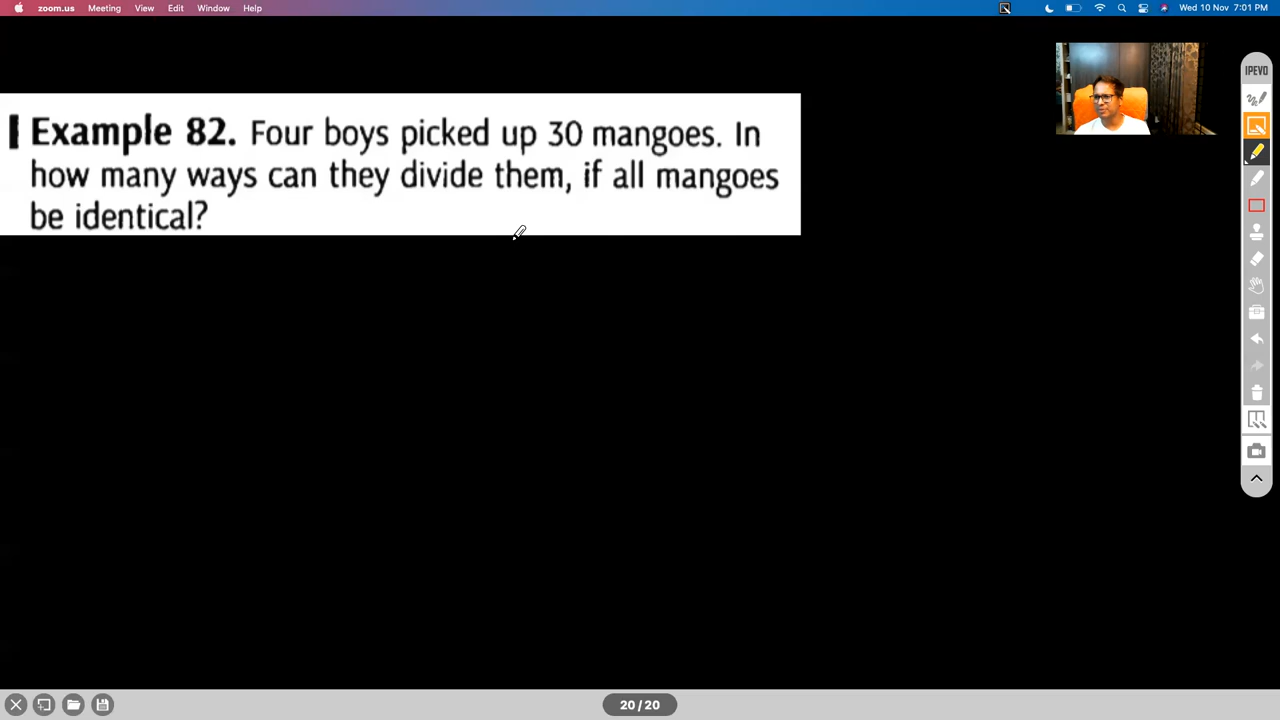 zoom.us Meeting View Edit Window Help Wed 10 Nov 7:01 PM
IPEVO
Example 82. Four boys picked up 30 mangoes. In
how many ways can they divide them, if all mangoes
be identical?
20 / 20